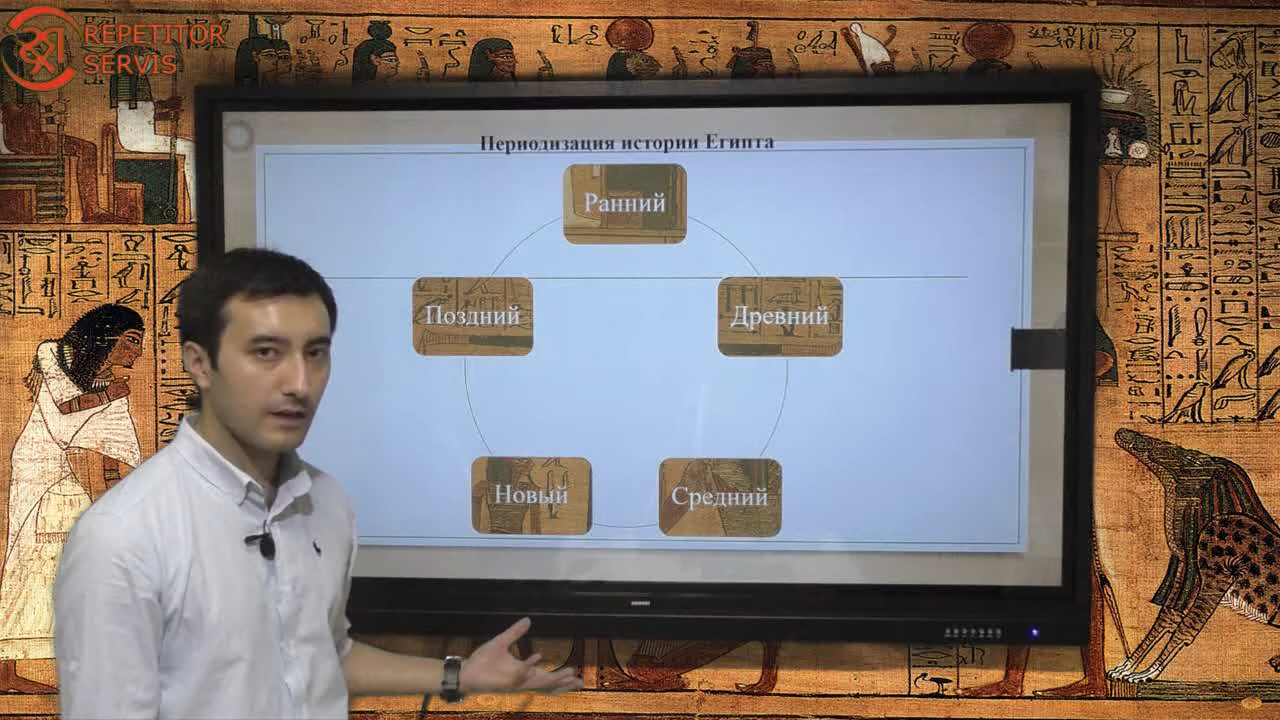 REPETITOR
SERVIS
Периодизация истории Египта
Ранний
Поздний
Древний
Новый
Средний